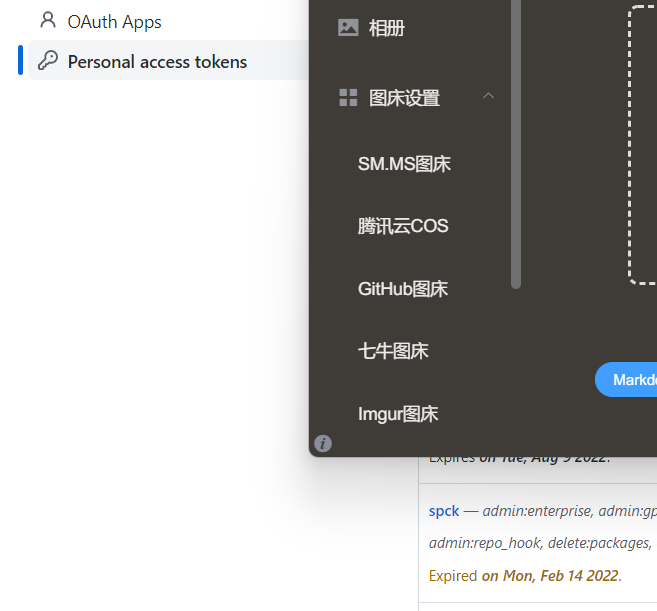 OAuth Apps
Personal access tokens
相册
图床设置
SM.MS图床
腾讯云COS
GitHub图床
七牛图床
Imgur图床
Markdo
i
Expires on Tue, Aug 9 2022.
spck — admin:enterprise, admin:gp
admin:repo_hook, delete:packages,
Expired on Mon, Feb 14 2022.